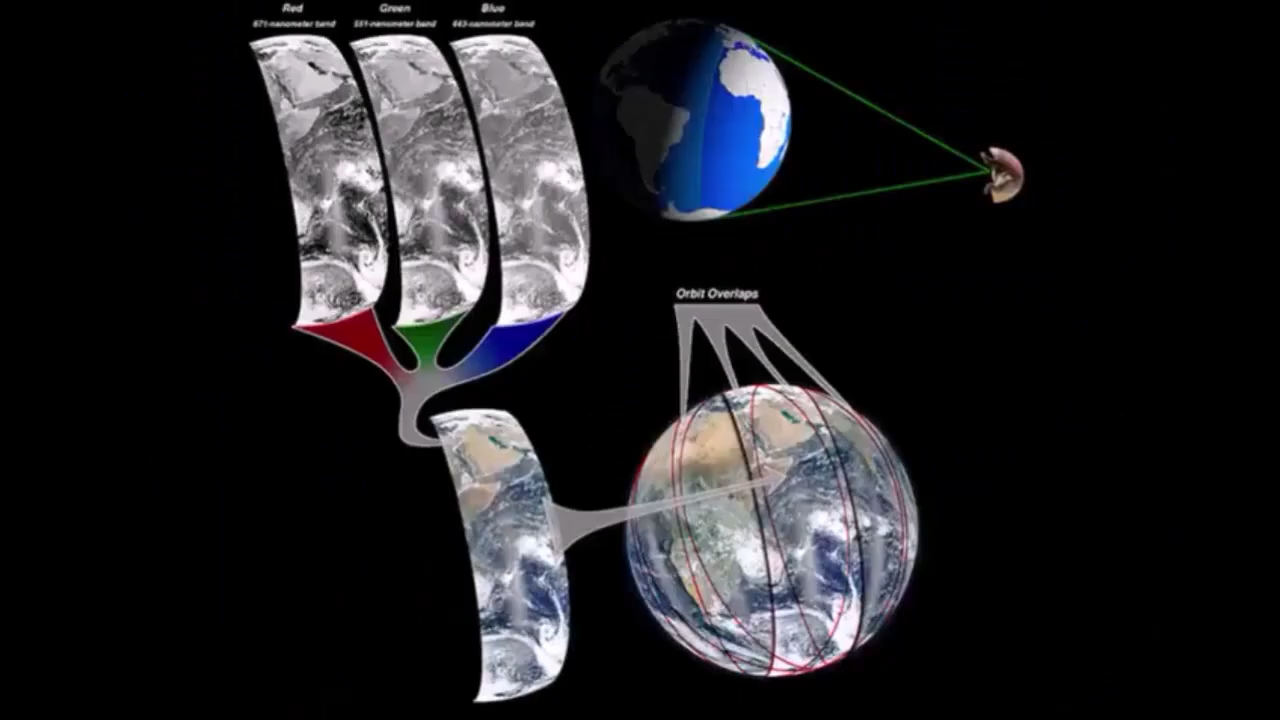 Red
671-nanometer band
Green
551-nanometer band
Blue
443-nanometer band
Orbit Overlaps